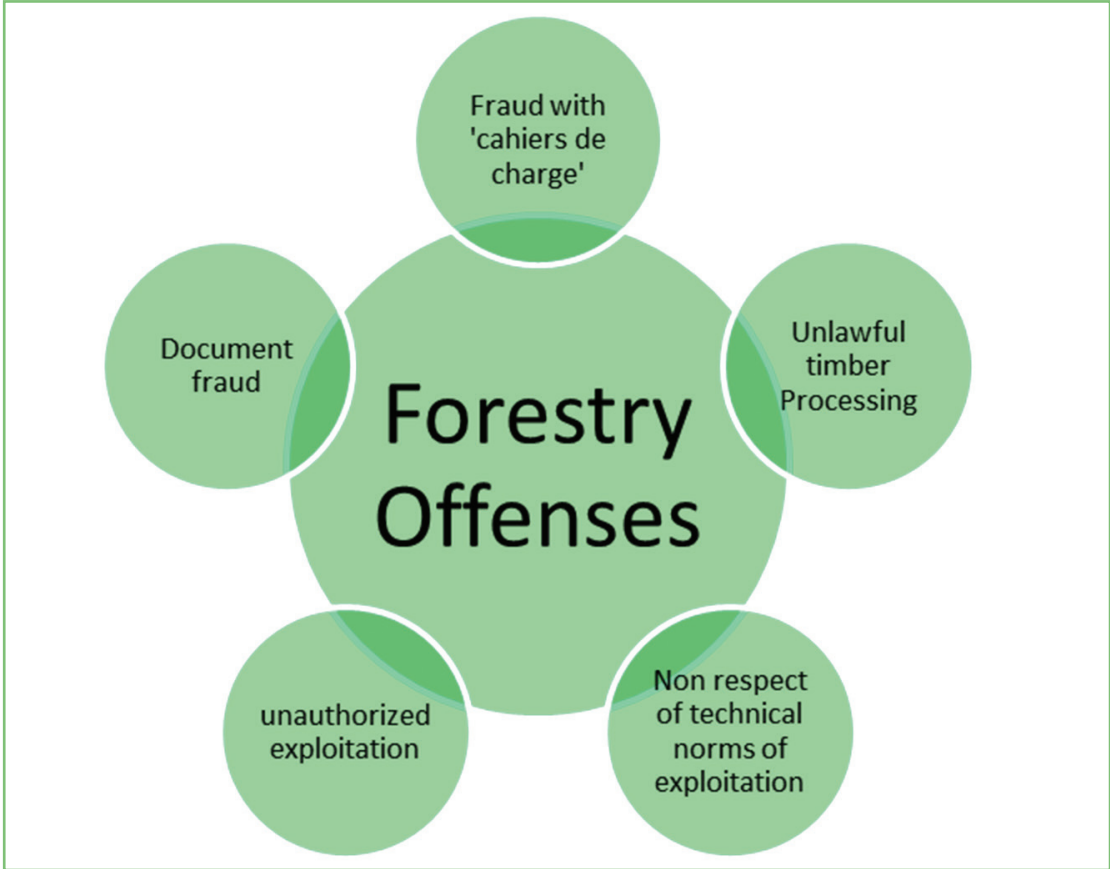 Fraud with
'cahiers de
charge'
Document
fraud
Unlawful
timber
Processing
Forestry
Offenses
unauthorized
exploitation
Non respect
of technical
norms of
exploitation